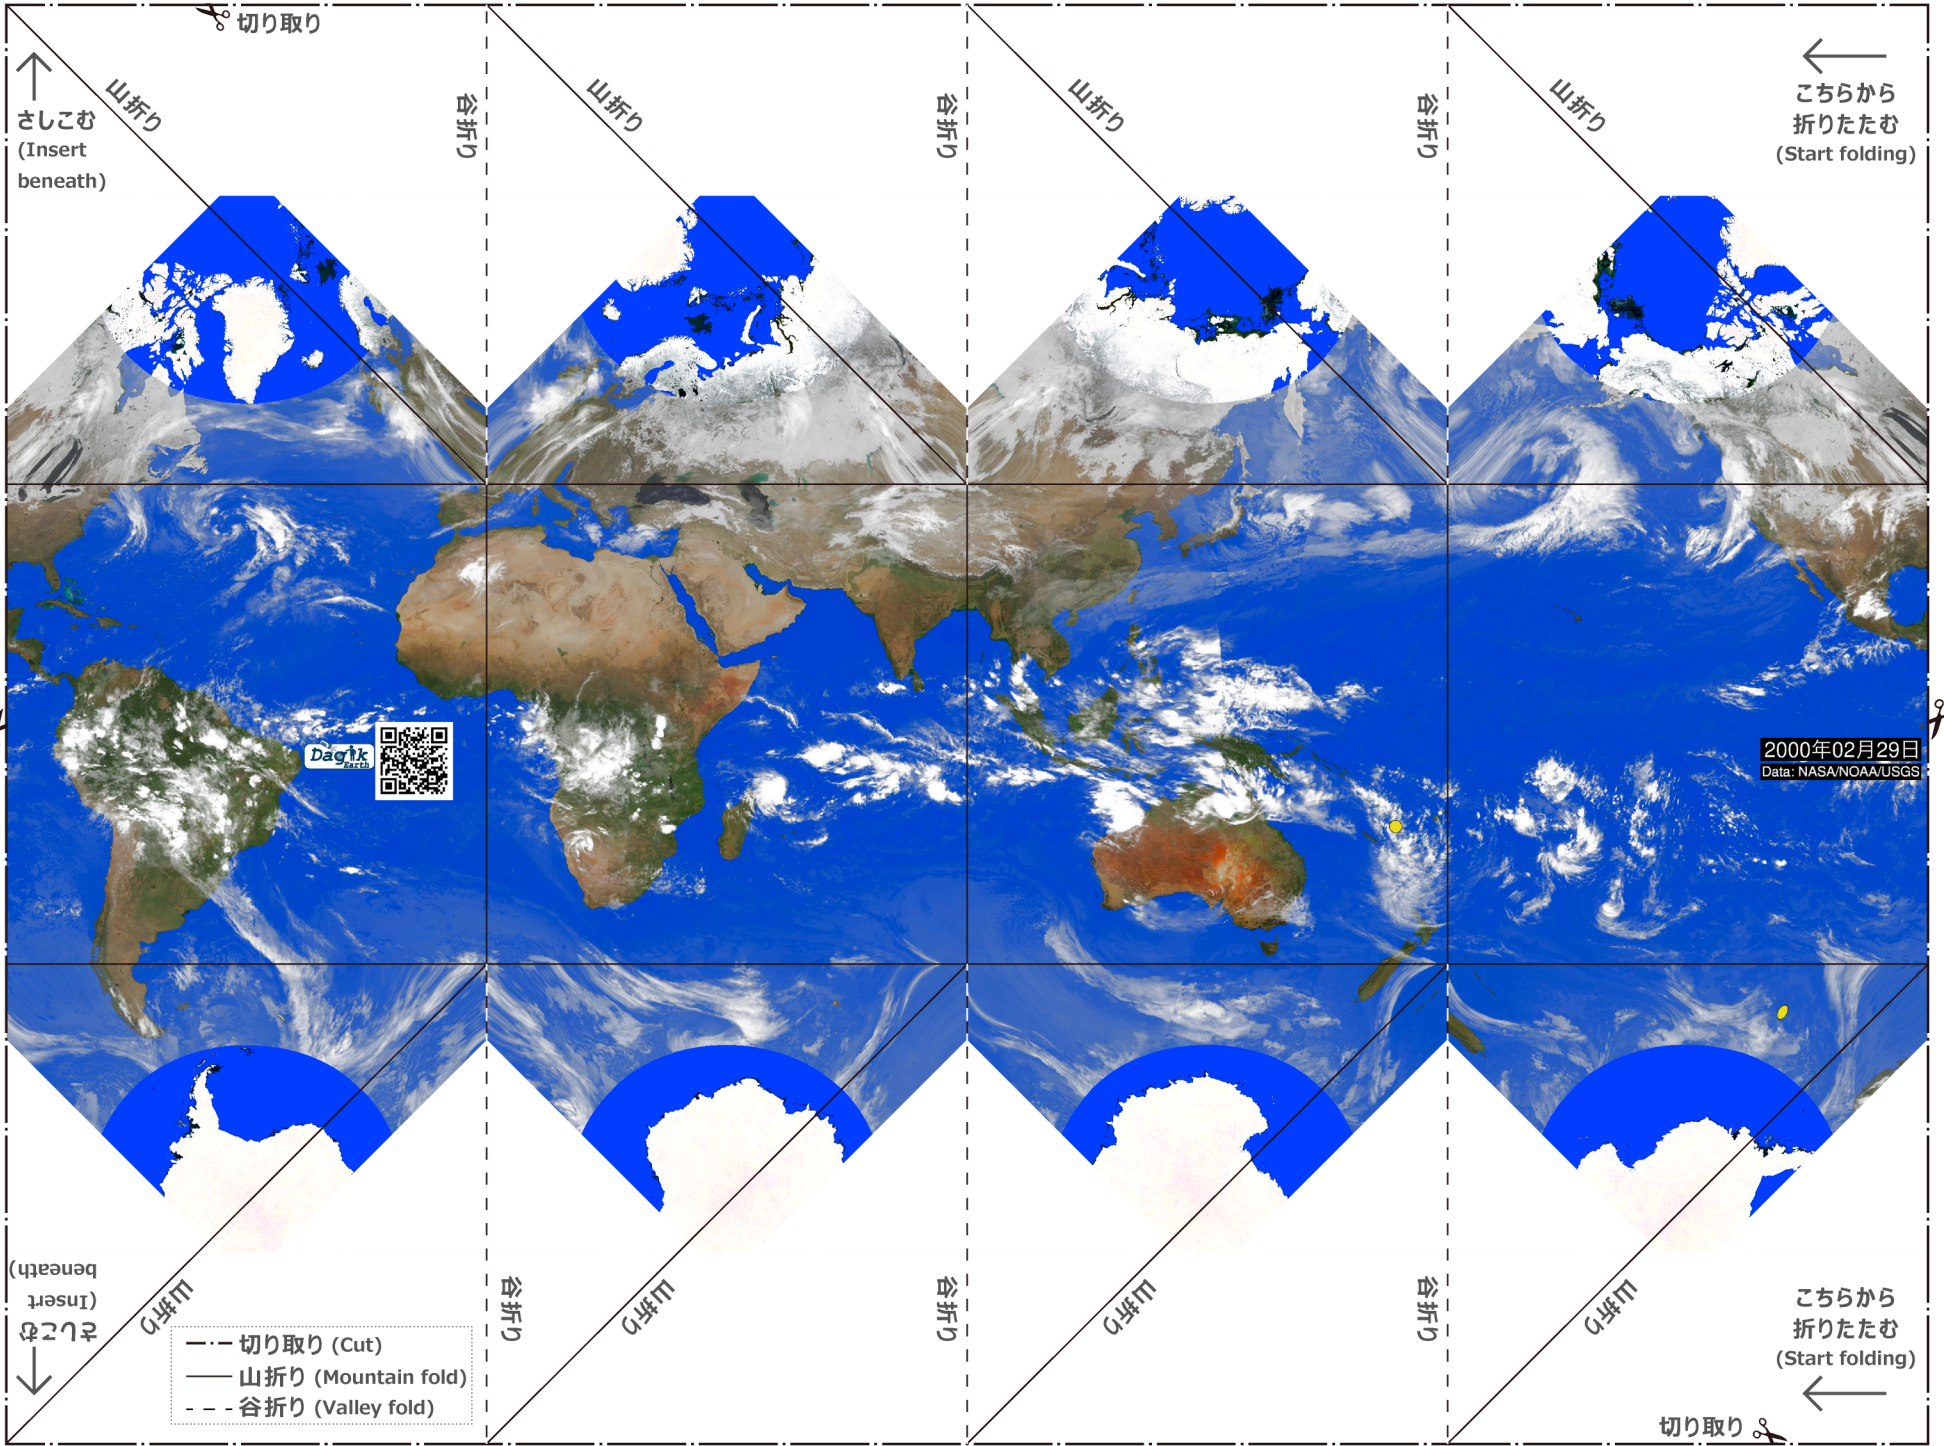 切り取り
山折り
谷折り
山折り
谷折り
山折り
谷折り
山折り
こちらから
折りたたむ
(Start folding)
さしこむ
(Insert
beneath)
Dagik
Earth
2000年02月29日
Data: NASA/NOAA/USGS
さしこむ
(Insert
beneath)
山折り
谷折り
山折り
谷折り
山折り
谷折り
山折り
こちらから
折りたたむ
(Start folding)
切り取り (Cut)
山折り (Mountain fold)
谷折り (Valley fold)
切り取り